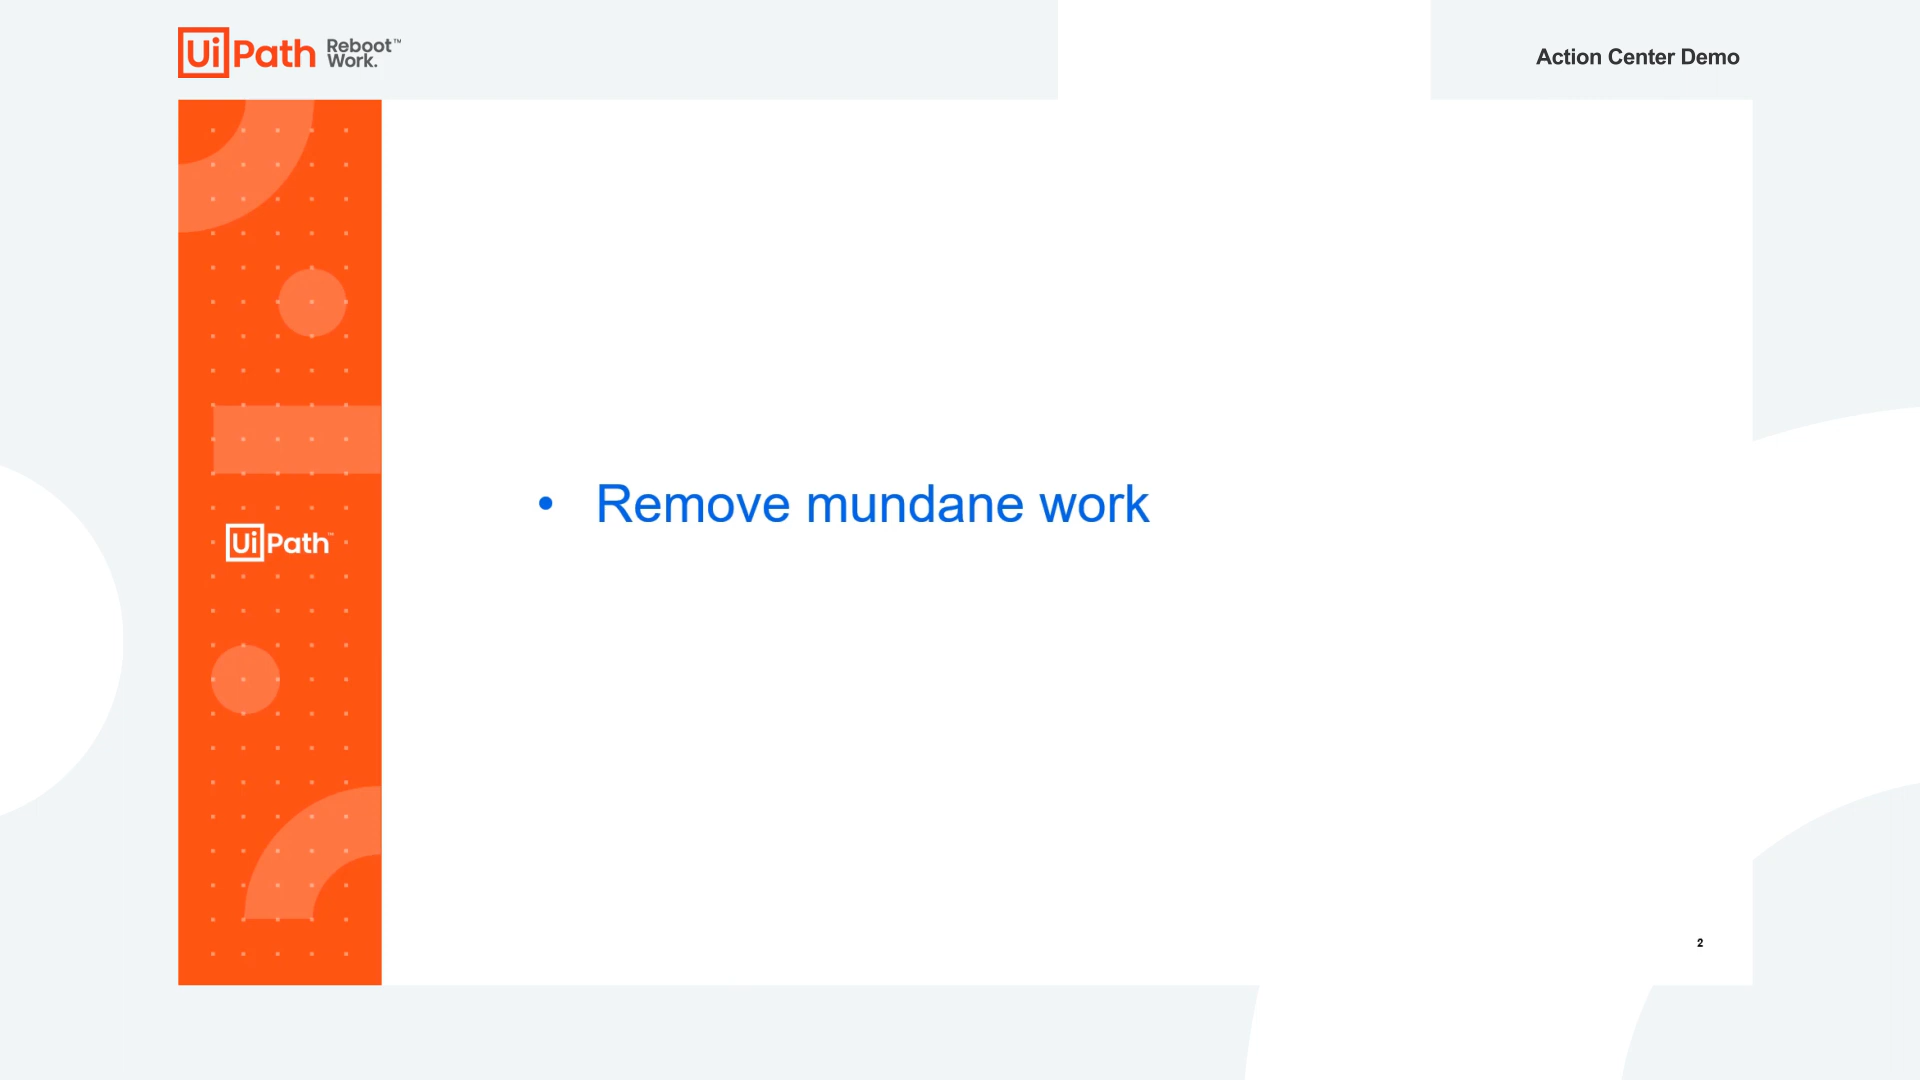 UiPath Reboot™
Work.
Action Center Demo
• Remove mundane work
UiPath™
2